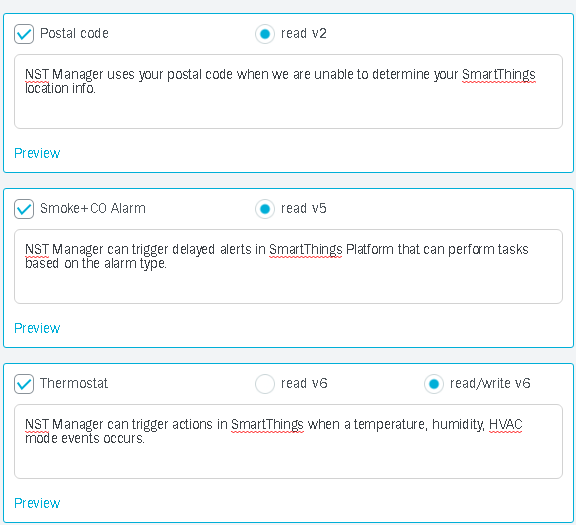 Postal code read v2
NST Manager uses your postal code when we are unable to determine your SmartThings
location info.
Preview
Smoke+CO Alarm read v5
NST Manager can trigger delayed alerts in SmartThings Platform that can perform tasks
based on the alarm type.
Preview
Thermostat read v6 read/write v6
NST Manager can trigger actions in SmartThings when a temperature, humidity, HVAC
mode events occurs.
Preview